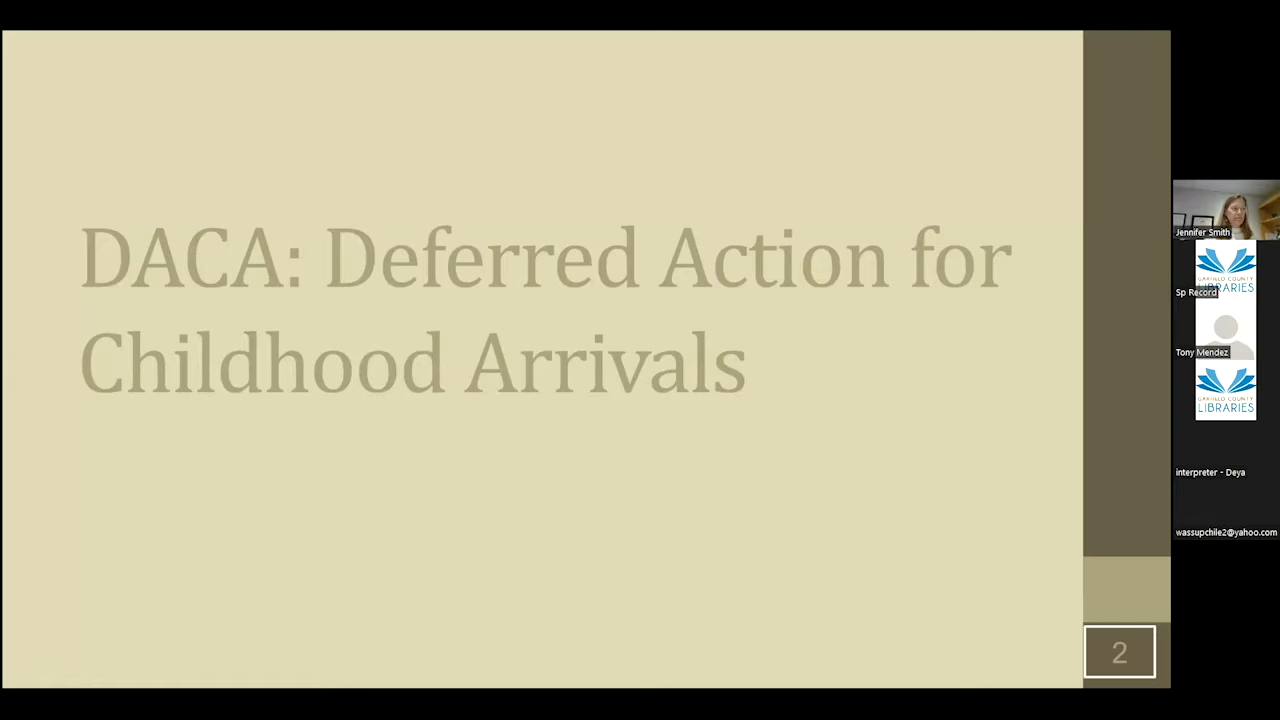 DACA: Deferred Action for
Childhood Arrivals
2
Jennifer Smith
GARFIELD COUNTY
LIBRARIES
Sp Record
Tony Mendez
GARFIELD COUNTY
LIBRARIES
interpreter - Deya
wassupchile2@yahoo.com